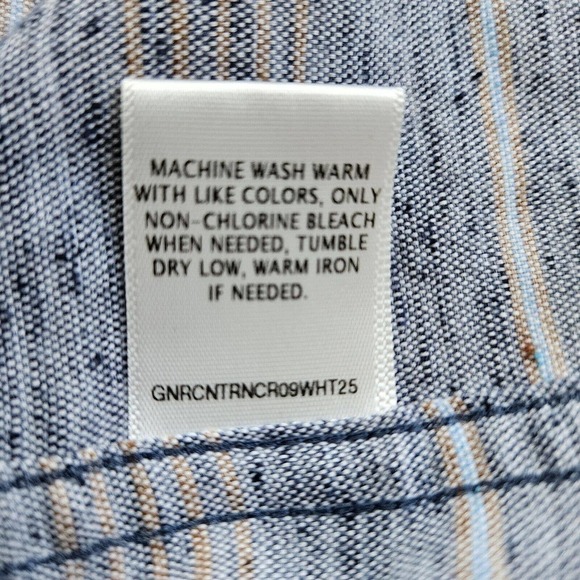 MACHINE WASH WARM
WITH LIKE COLORS, ONLY
NON-CHLORINE BLEACH
WHEN NEEDED, TUMBLE
DRY LOW, WARM IRON
IF NEEDED.
GNRCNTRNCR09WHT25